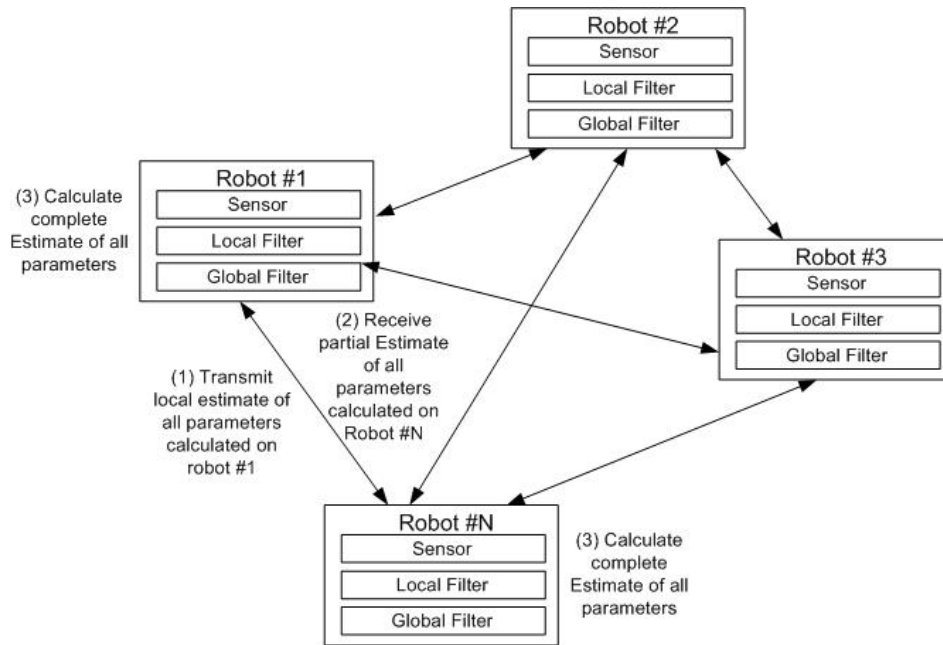 Robot #2
Sensor
Local Filter
Global Filter
Robot #1
Sensor
Local Filter
Global Filter
(3) Calculate
complete
Estimate of all
parameters
Robot #3
Sensor
Local Filter
Global Filter
(2) Receive
partial Estimate
of all
parameters
calculated on
Robot #N
(1) Transmit
local estimate of
all parameters
calculated on
robot #1
Robot #N
Sensor
Local Filter
Global Filter
(3) Calculate
complete
Estimate of all
parameters